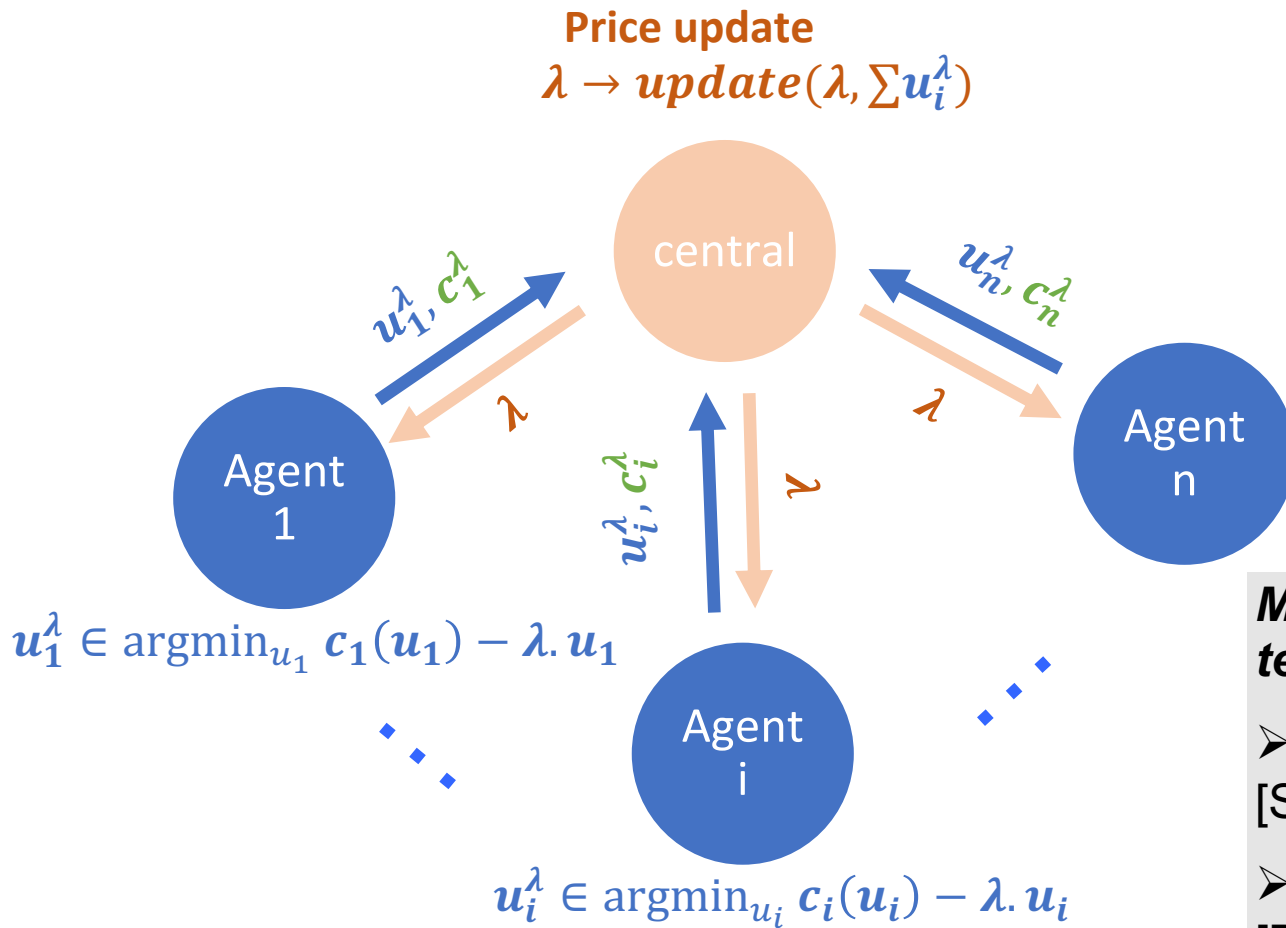 Price update
λ → update(λ, ∑u_i^λ)
central
u_1^λ, c_1^λ
λ
u_n^λ, c_n^λ
λ
u_i^λ, c_i^λ
λ
Agent
1
Agent
n
u_1^λ ∈ argmin_{u_1} c_1(u_1) − λ. u_1
Agent
i
u_i^λ ∈ argmin_{u_i} c_i(u_i) − λ. u_i
➢
[S
➢